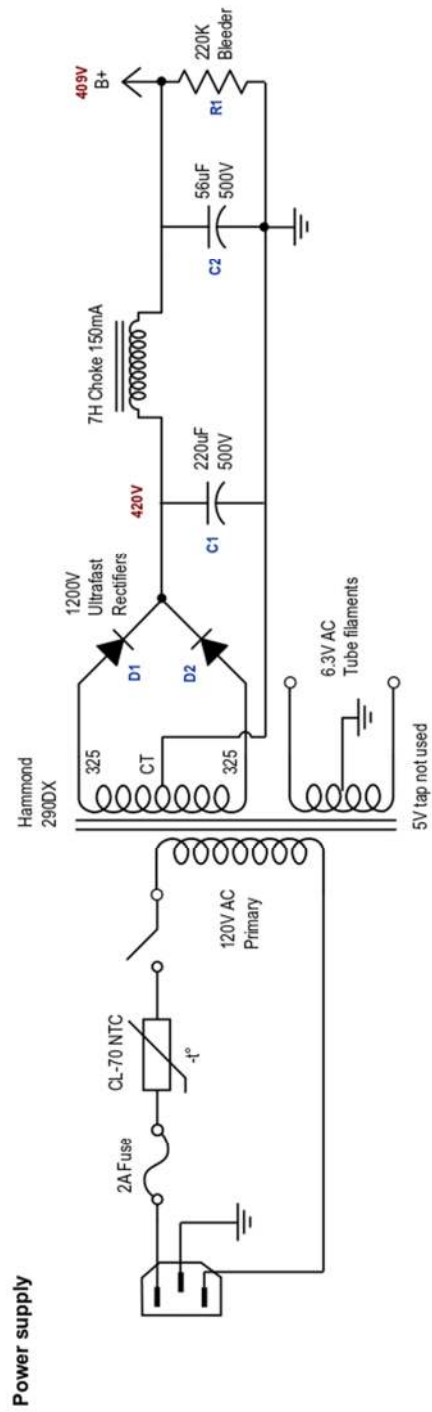 Power supply
2A Fuse
CL-70 NTC
-t°
120V AC
Primary
Hammond
290DX
325
CT
325
D1
D2
1200V
Ultrafast
Rectifiers
420V
220uF
500V
C1
7H Choke 150mA
56uF
500V
C2
409V
B+
220K
Bleeder
R1
6.3V AC
Tube filaments
5V tap not used